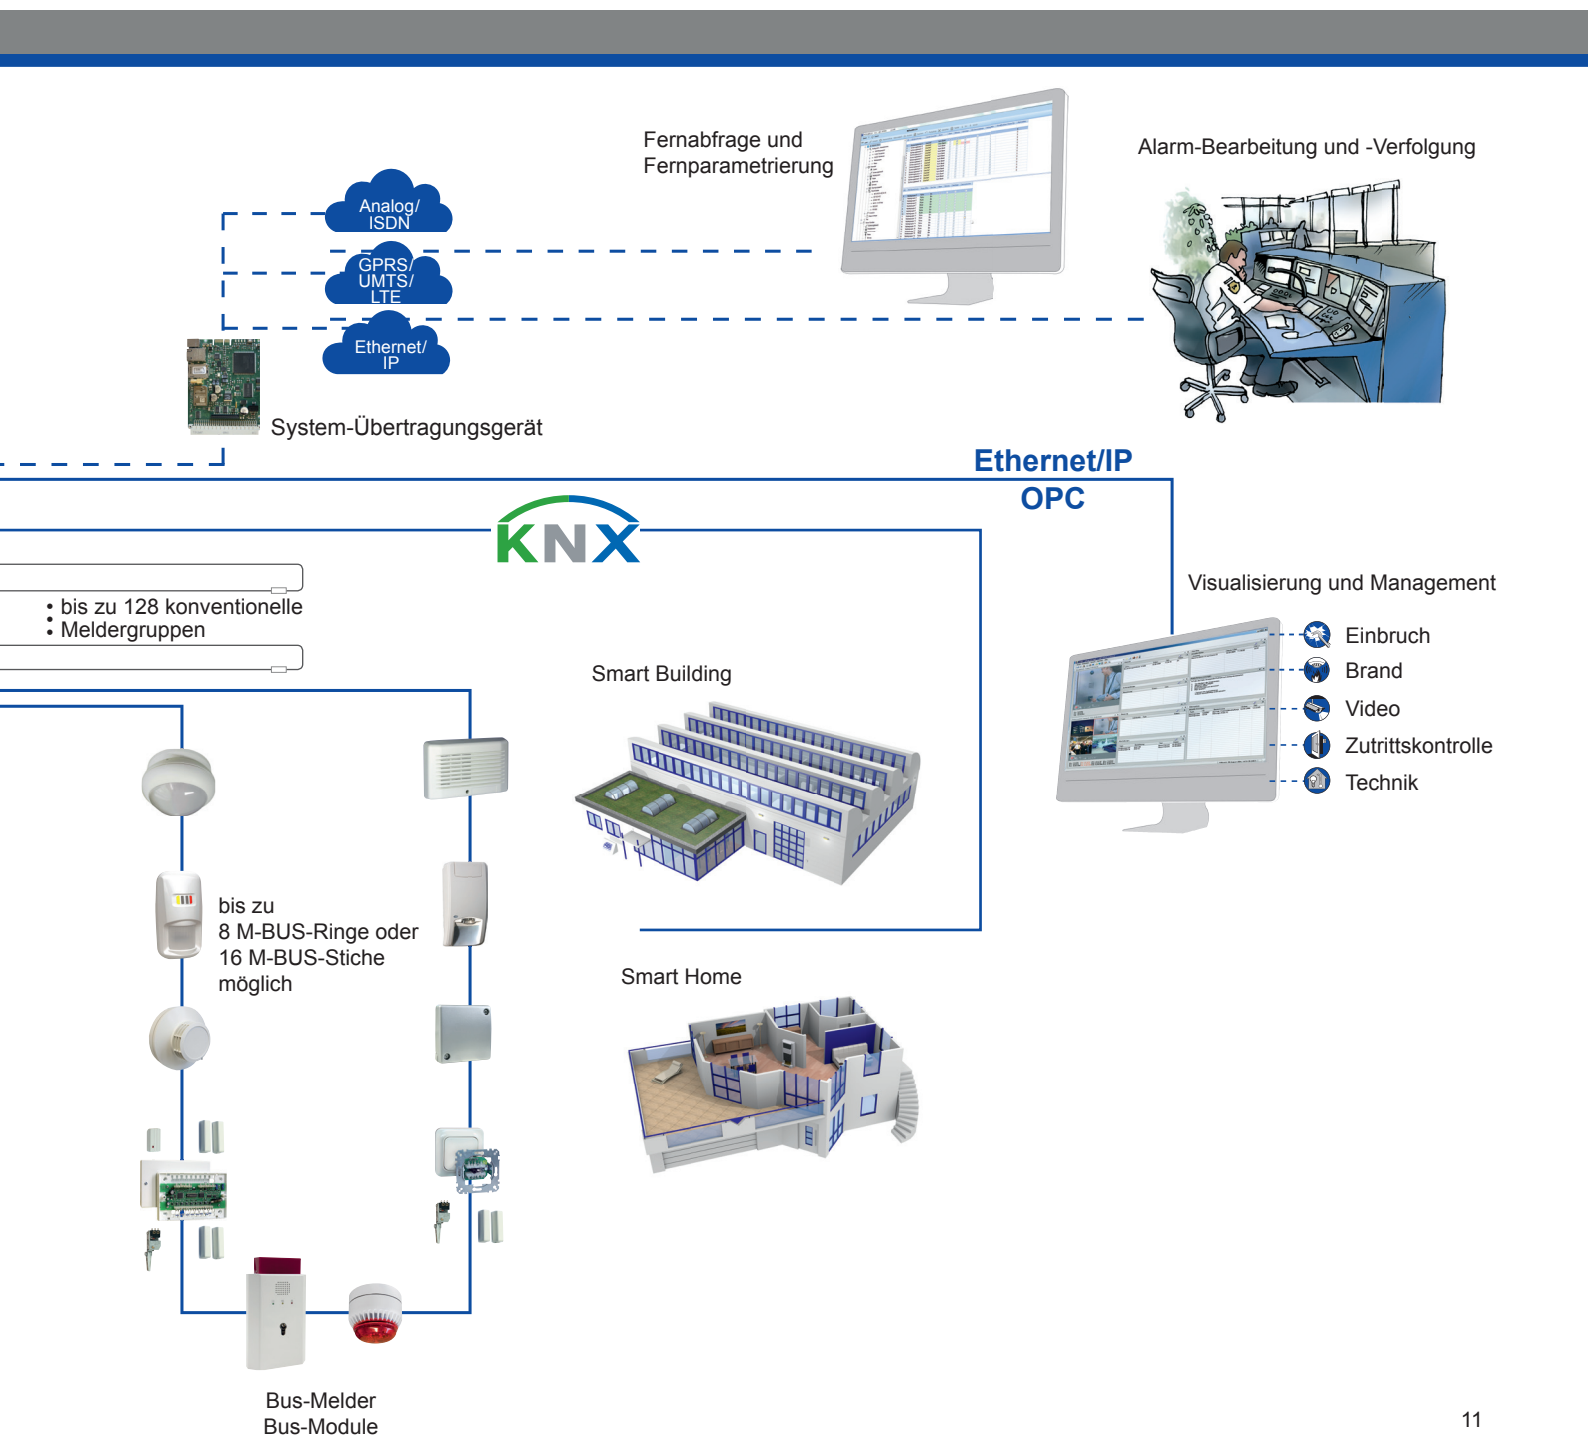 Fernabfrage und
Fernparametrierung
Alarm-Bearbeitung und -Verfolgung
Analog/
ISDN
GPRS/
UMTS/
LTE
Ethernet/
IP
System-Übertragungsgerät
Ethernet/IP
OPC
KNX
• bis zu 128 konventionelle
•
• Meldergruppen
Visualisierung und Management
Einbruch
Brand
Video
Zutrittskontrolle
Technik
Smart Building
bis zu
8 M-BUS-Ringe oder
16 M-BUS-Stiche
möglich
Smart Home
Bus-Melder
Bus-Module
11